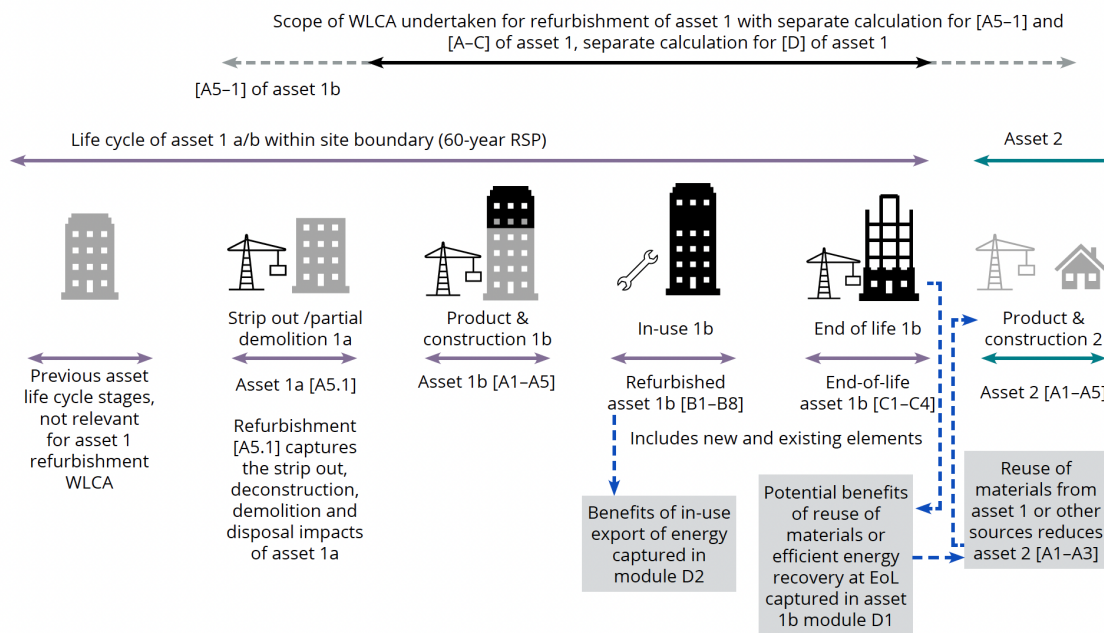 Scope of WLCA undertaken for refurbishment of asset 1 with separate calculation for [A5–1] and
[A–C] of asset 1, separate calculation for [D] of asset 1
[A5–1] of asset 1b
Life cycle of asset 1 a/b within site boundary (60-year RSP)
Asset 2
Previous asset
life cycle stages,
not relevant
for asset 1
refurbishment
WLCA
Strip out /partial
demolition 1a
Asset 1a [A5.1]
Refurbishment
[A5.1] captures
the strip out,
deconstruction,
demolition and
disposal impacts
of asset 1a
Product &
construction 1b
Asset 1b [A1–A5]
In-use 1b
Refurbished
asset 1b [B1–B8]
End of life 1b
End-of-life
asset 1b [C1–C4]
Includes new and existing elements
Product &
construction 2
Asset 2 [A1–A5]
Benefits of in-use
export of energy
captured in
module D2
Potential benefits
of reuse of
materials or
efficient energy
recovery at EoL
captured in asset
1b module D1
Reuse of
materials from
asset 1 or other
sources reduces
asset 2 [A1–A3]